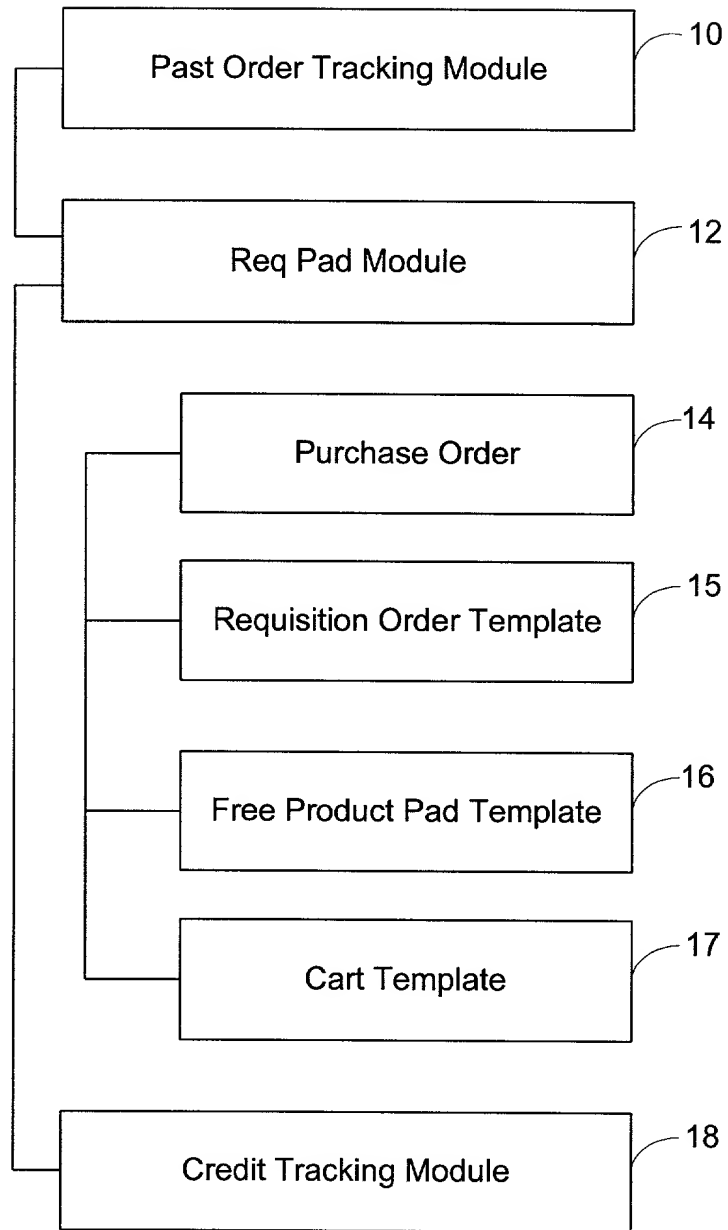 Past Order Tracking Module
10
Req Pad Module
12
Purchase Order
14
Requisition Order Template
15
Free Product Pad Template
16
Cart Template
17
Credit Tracking Module
18